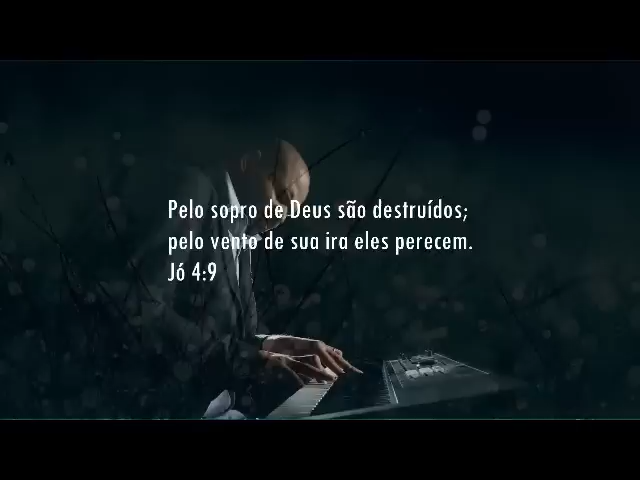 Pelo sopro de Deus são destruídos;
pelo vento de sua ira eles perecem.
Jó 4:9